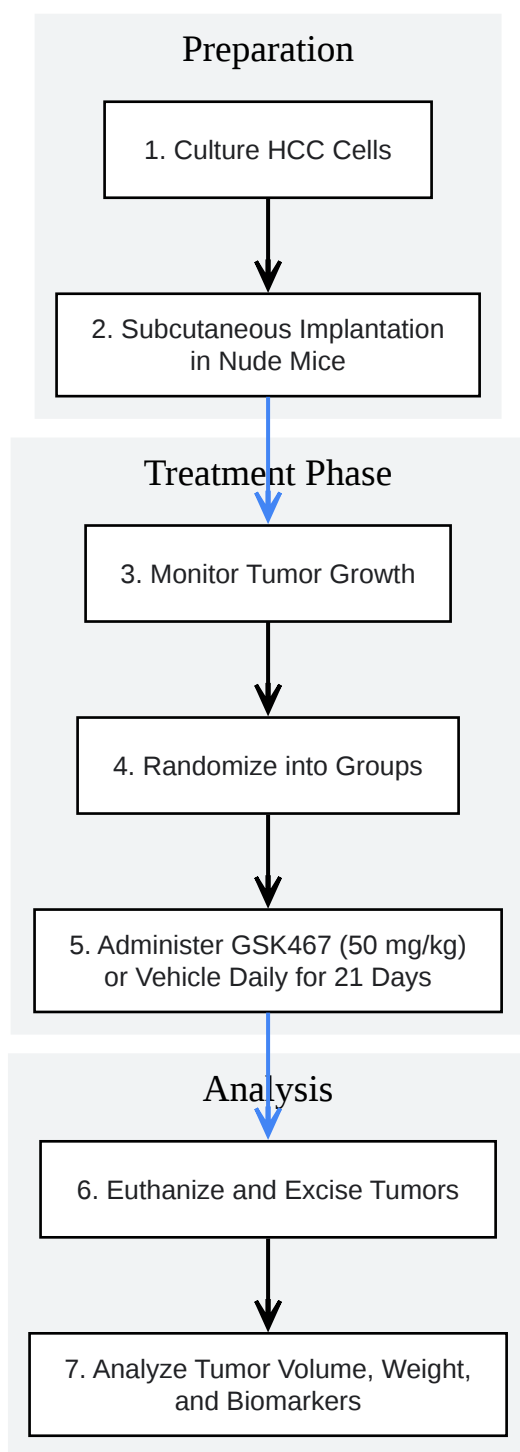 Preparation
1. Culture HCC Cells
2. Subcutaneous Implantation
in Nude Mice
Treatment Phase
3. Monitor Tumor Growth
4. Randomize into Groups
5. Administer GSK467 (50 mg/kg)
or Vehicle Daily for 21 Days
Analysis
6. Euthanize and Excise Tumors
7. Analyze Tumor Volume, Weight,
and Biomarkers